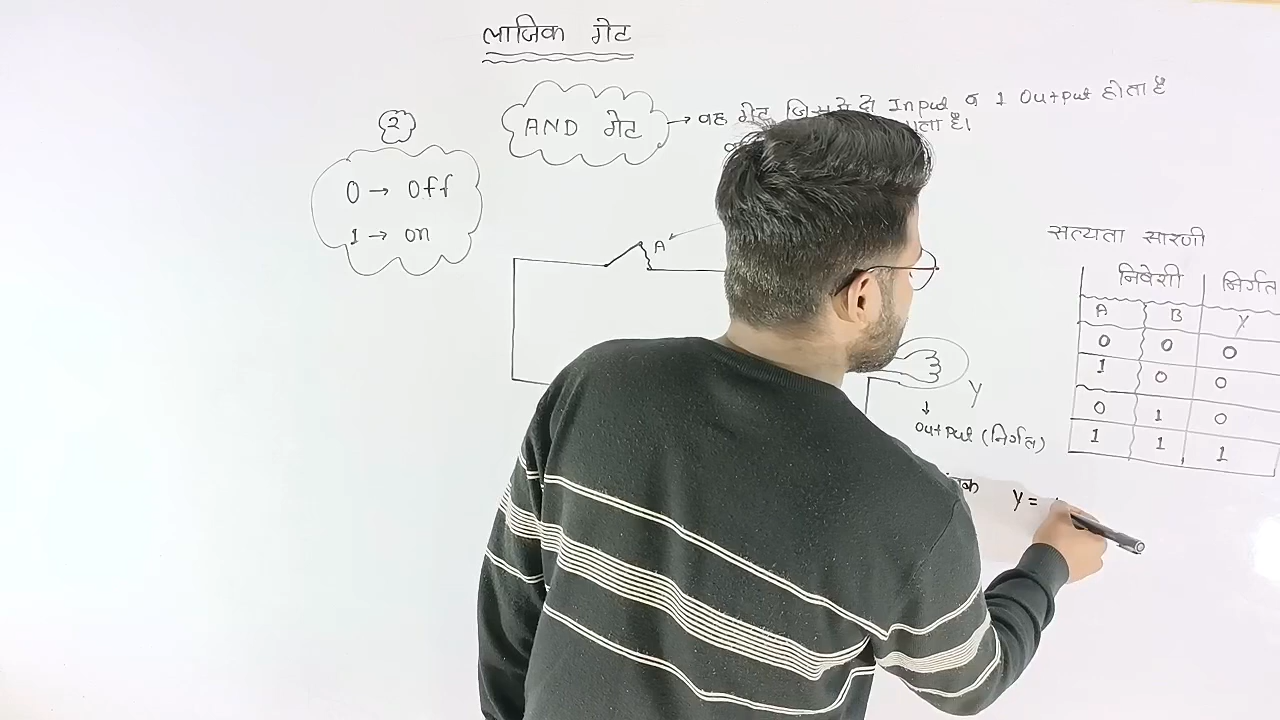 लाजिक गेट
2
0 → Off
1 → on
AND गेट → वह गेट जिसमे दो Input व 1 Output होता है
है।
A
Y
↓
Output (निर्गत)
Y =
सत्यता सारणी
निवेशी निर्गत
A B Y
0 0 0
1 0 0
0 1 0
1 1 1